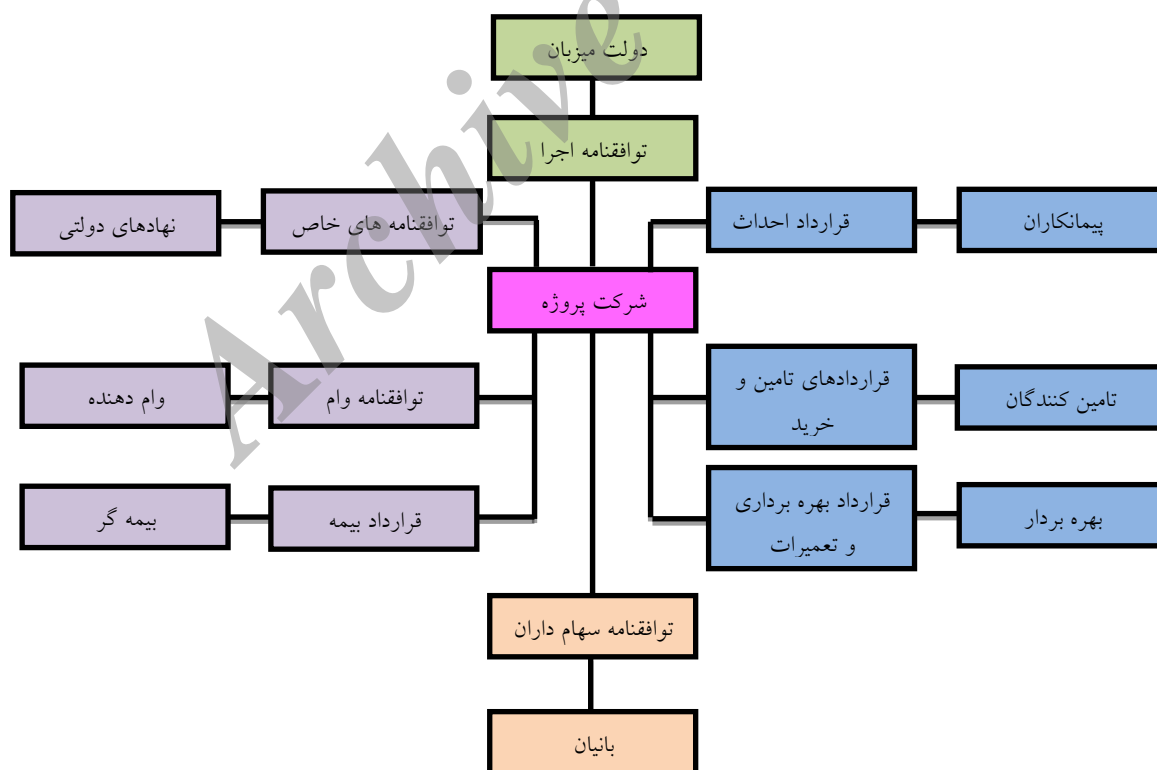 دولت میزبان
توافقنامه اجرا
پیمانکاران
قرارداد احداث
توافقنامه های خاص
نهادهای دولتی
شرکت پروژه
تامین کنندگان
قراردادهای تامین و
خرید
توافقنامه وام
وام دهنده
بهره بردار
قرارداد بهره برداری
و تعمیرات
قرارداد بیمه
بیمه گر
توافقنامه سهام داران
بانیان
Archive